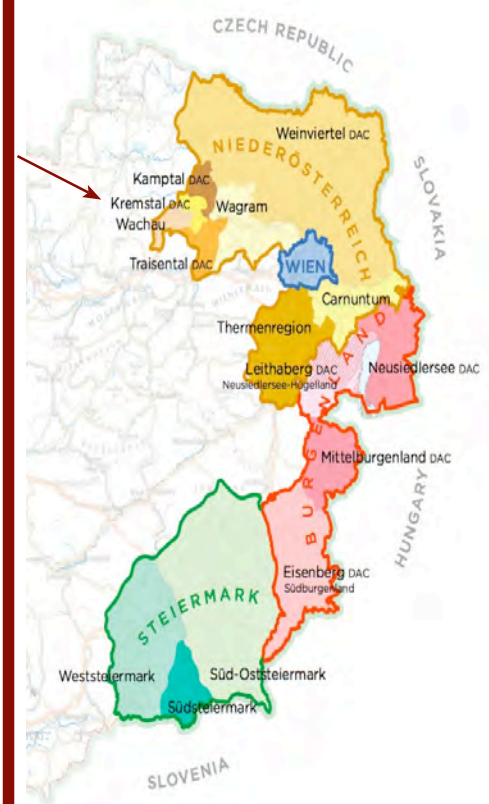 CZECH REPUBLIC
Weinviertel DAC
NIEDERÖSTERREICH
SLOVAKIA
Kamptal DAC
Kremstal DAC
Wagram
Wachau
Traisental DAC
WIEN
Carnuntum
Thermenregion
Leithaberg DAC
Neusiedlersee-Hügelland
Neusiedlersee DAC
BURGENLAND
Mittelburgenland DAC
HUNGARY
Eisenberg DAC
Südburgenland
STEIERMARK
Weststeiermark
Süd-Oststeiermark
Südsteiermark
SLOVENIA